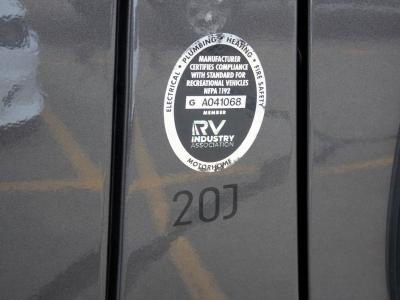 ELECTRICAL • PLUMBING • HEATING • FIRE SAFETY
MANUFACTURER
CERTIFIES COMPLIANCE
WITH STANDARD FOR
RECREATIONAL VEHICLES
NFPA 1192
G A041068
MEMBER
RV
INDUSTRY
ASSOCIATION
MOTORHOME
20J